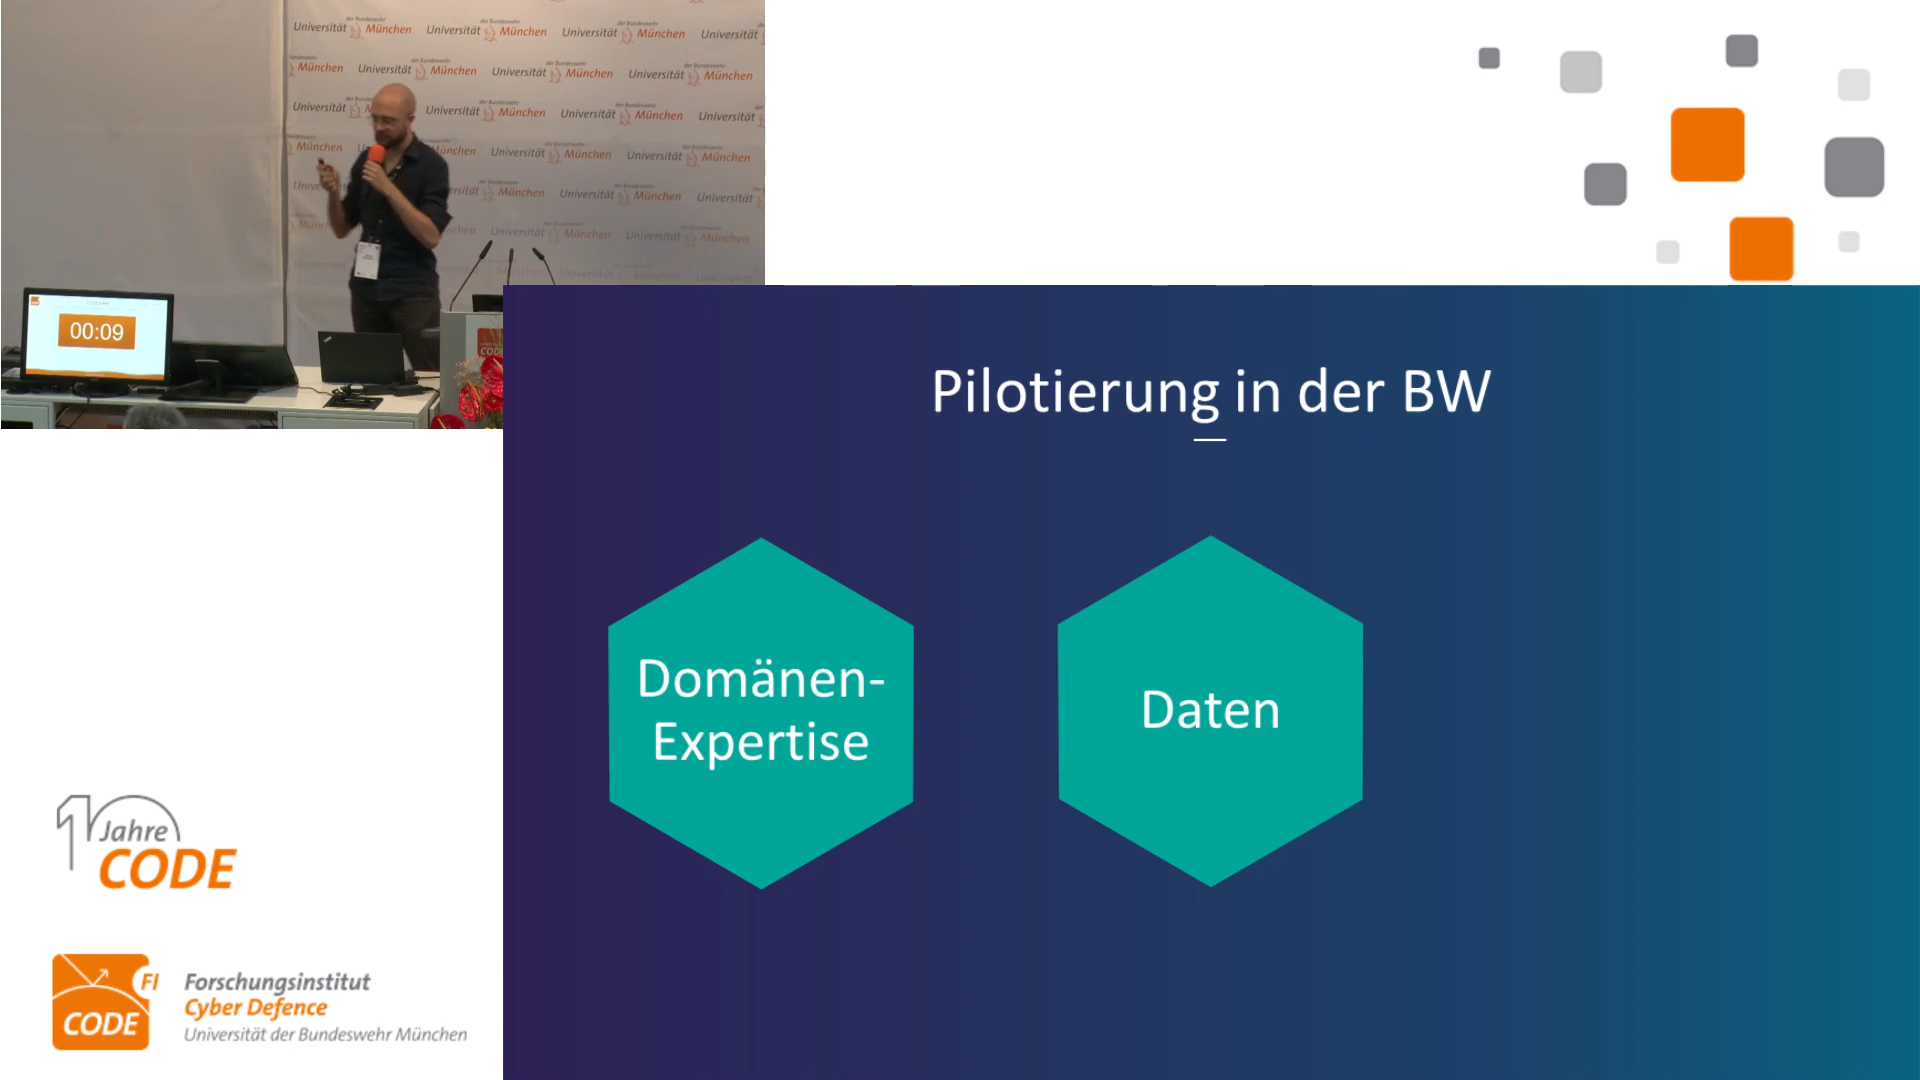 der Bundeswehr
Universität München
00:09
CODE
Pilotierung in der BW
Domänen-
Expertise
Daten
10 Jahre
CODE
FI
CODE
Forschungsinstitut
Cyber Defence
Universität der Bundeswehr München